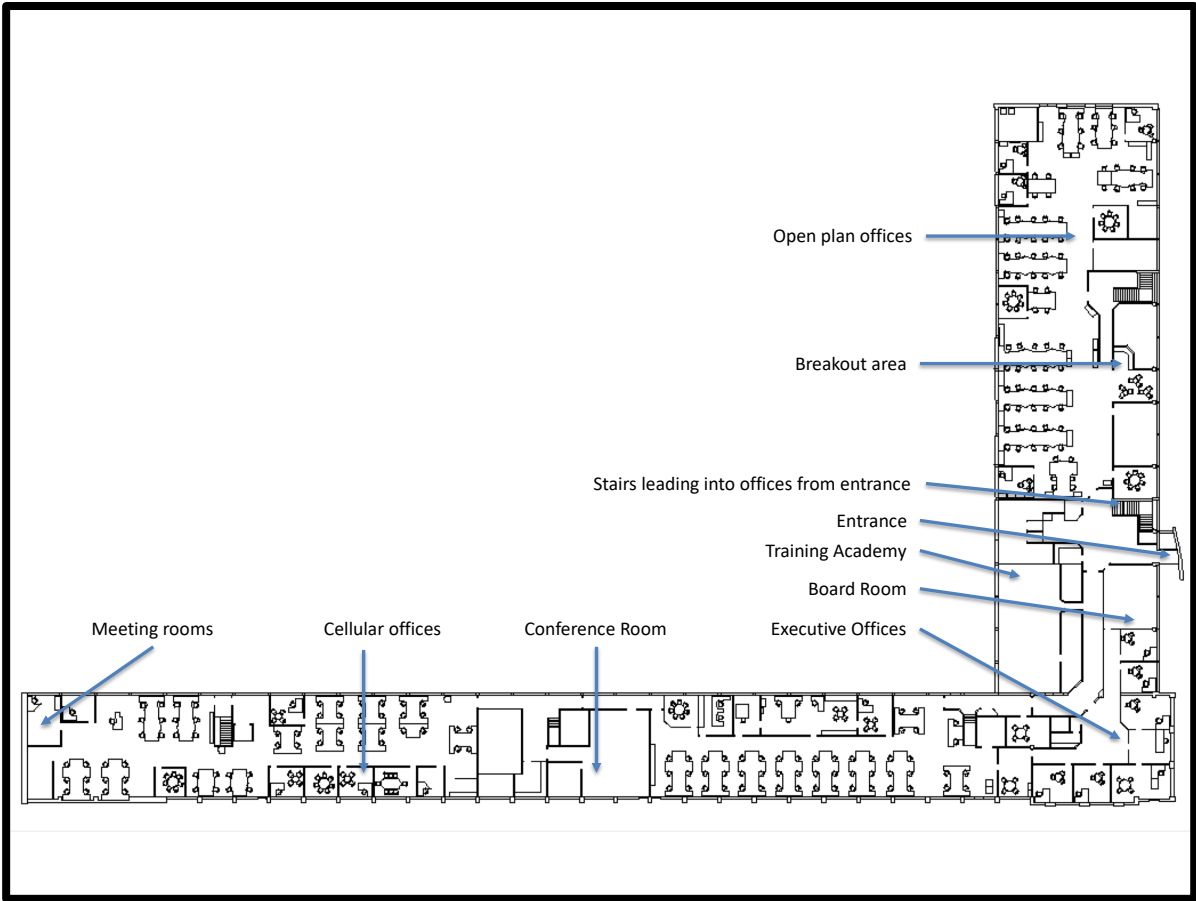 Open plan offices
Breakout area
Stairs leading into offices from entrance
Entrance
Training Academy
Board Room
Meeting rooms
Cellular offices
Conference Room
Executive Offices